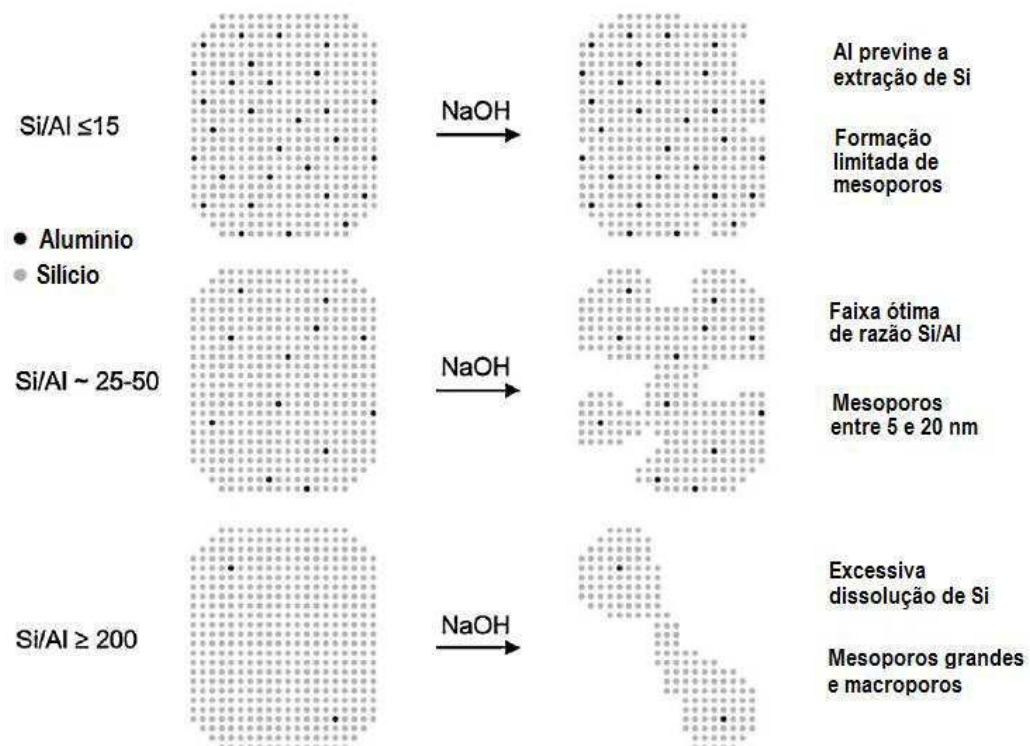 Si/Al ≤15
NaOH
Al previne a
extração de Si
Formação
limitada de
mesoporos
Alumínio
Silício
Si/Al ~ 25-50
NaOH
Faixa ótima
de razão Si/Al
Mesoporos
entre 5 e 20 nm
Si/Al ≥ 200
NaOH
Excessiva
dissolução de Si
Mesoporos grandes
e macroporos